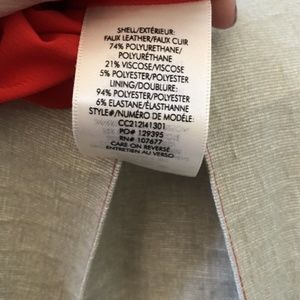 SHELL/EXTÉRIEUR:
FAUX LEATHER/FAUX CUIR
74% POLYURETHANE/
POLYURÉTHANE
21% VISCOSE/VISCOSE
5% POLYESTER/POLYESTER
LINING/DOUBLURE:
94% POLYESTER/POLYESTER
6% ELASTANE/ÉLASTHANNE
STYLE#/NUMÉRO DE MODÈLE:
CC212I41301
PO# 129395
RN# 107677
CARE ON REVERSE
ENTRETIEN AU VERSO